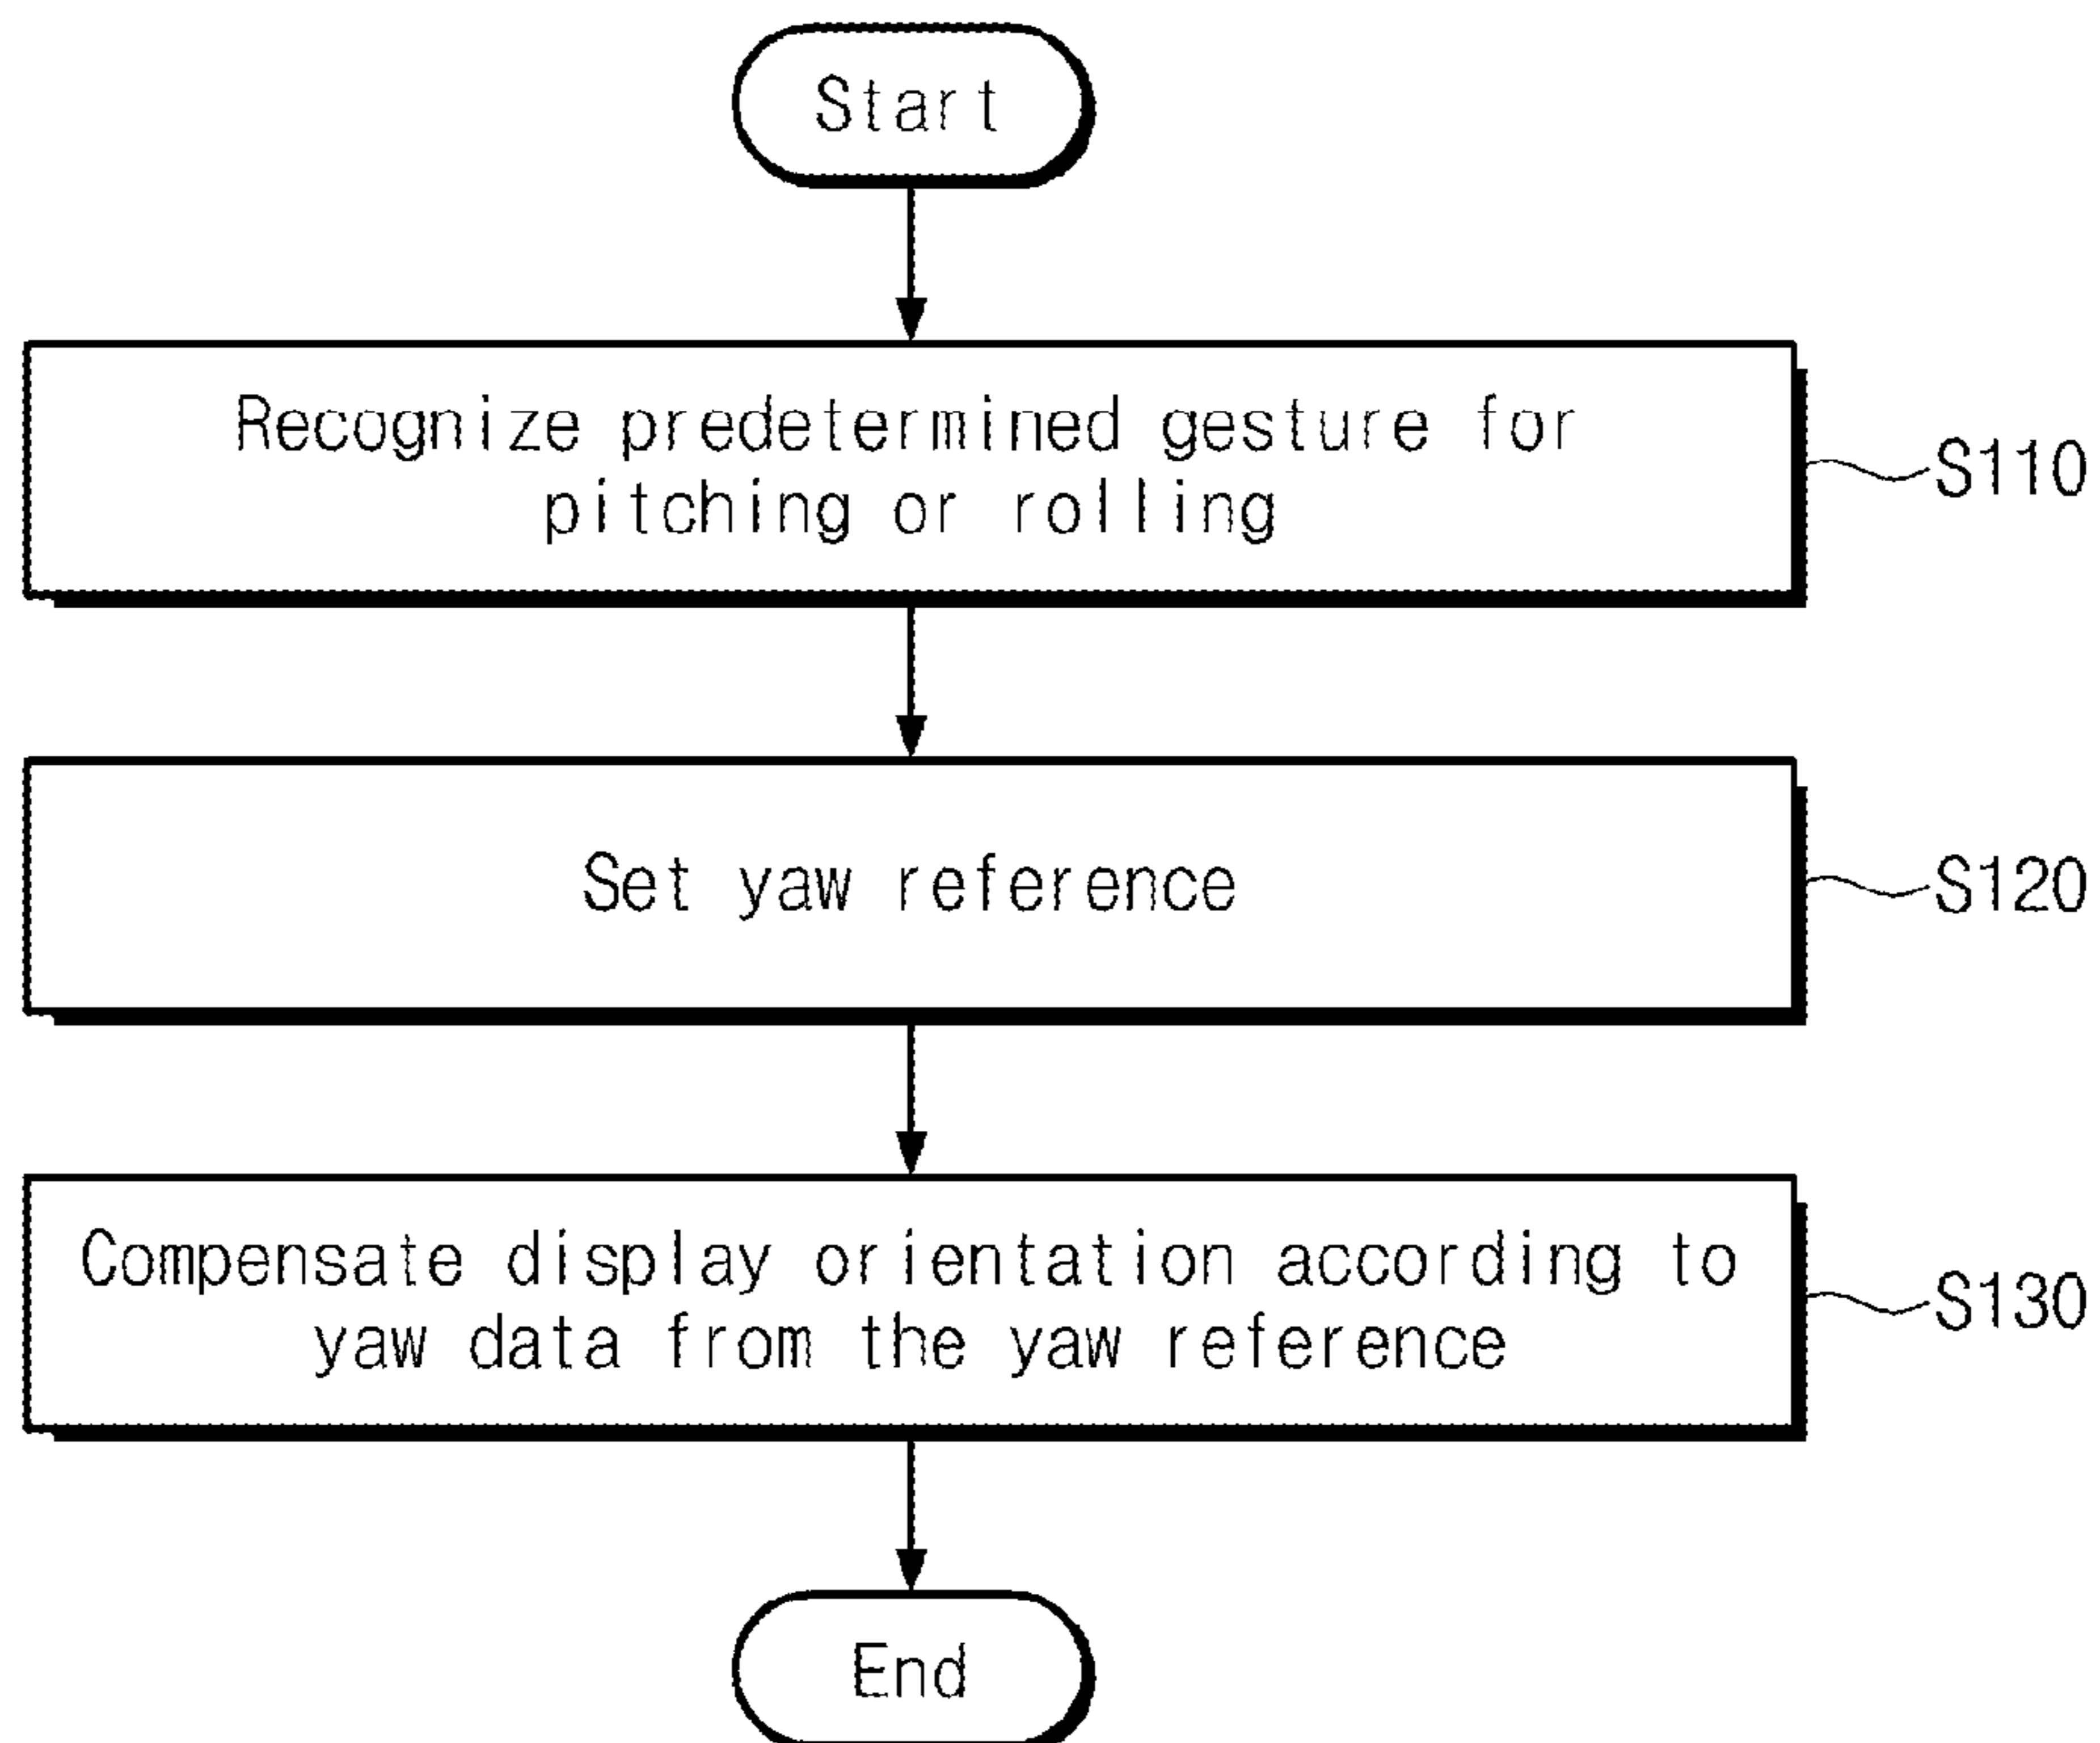 Start
Recognize predetermined gesture for
pitching or rolling
S110
Set yaw reference
S120
Compensate display orientation according to
yaw data from the yaw reference
S130
End